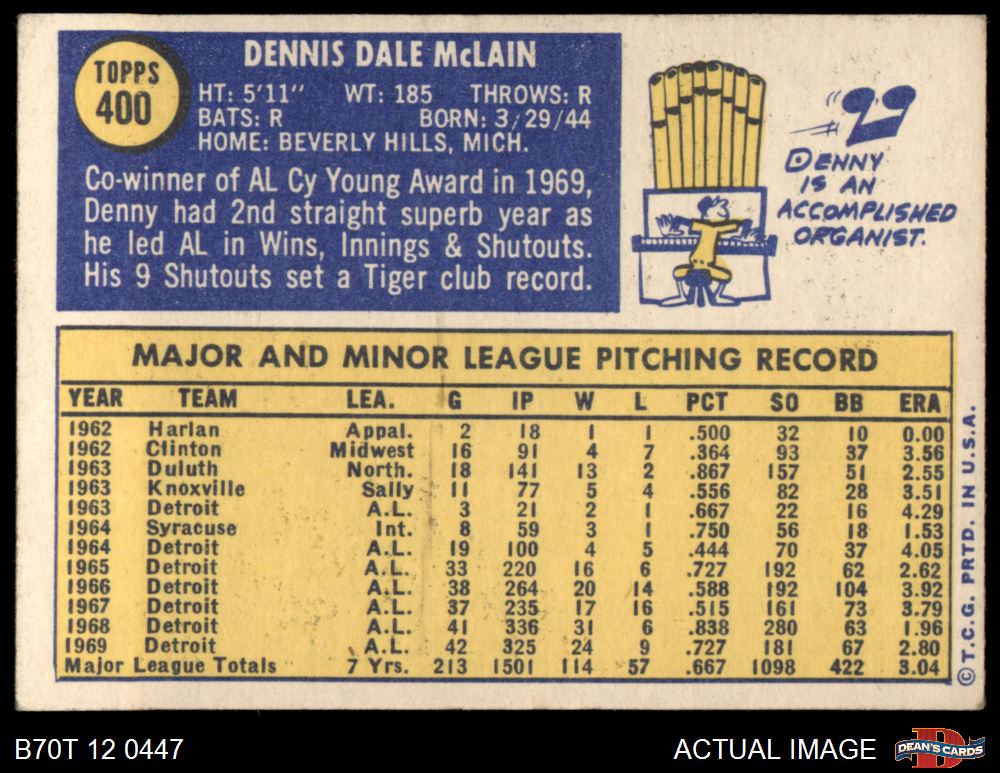 TOPPS
400
DENNIS DALE McLAIN
HT: 5'11" WT: 185 THROWS: R
BATS: R BORN: 3/29/44
HOME: BEVERLY HILLS, MICH.
Co-winner of AL Cy Young Award in 1969,
Denny had 2nd straight superb year as
he led AL in Wins, Innings & Shutouts.
His 9 Shutouts set a Tiger club record.
DENNY
IS AN
ACCOMPLISHED
ORGANIST.
MAJOR AND MINOR LEAGUE PITCHING RECORD
YEAR TEAM LEA. G IP W L PCT SO BB ERA
1962 Harlan Appal. 2 18 1 1 .500 32 10 0.00
1962 Clinton Midwest 16 91 4 7 .364 93 37 3.56
1963 Duluth North. 18 141 13 2 .867 157 51 2.55
1963 Knoxville Sally 11 77 5 4 .556 82 28 3.51
1963 Detroit A.L. 3 21 2 1 .667 22 16 4.29
1964 Syracuse Int. 8 59 3 1 .750 56 18 1.53
1964 Detroit A.L. 19 100 4 5 .444 70 37 4.05
1965 Detroit A.L. 33 220 16 6 .727 192 62 2.62
1966 Detroit A.L. 38 264 20 14 .588 192 104 3.92
1967 Detroit A.L. 37 235 17 16 .515 161 73 3.79
1968 Detroit A.L. 41 336 31 6 .838 280 63 1.96
1969 Detroit A.L. 42 325 24 9 .727 181 67 2.80
Major League Totals 7 Yrs. 213 1501 114 57 .667 1098 422 3.04
© T.C.G. PRTD. IN U.S.A.
B70T 12 0447
ACTUAL IMAGE
D
DEAN'S CARDS